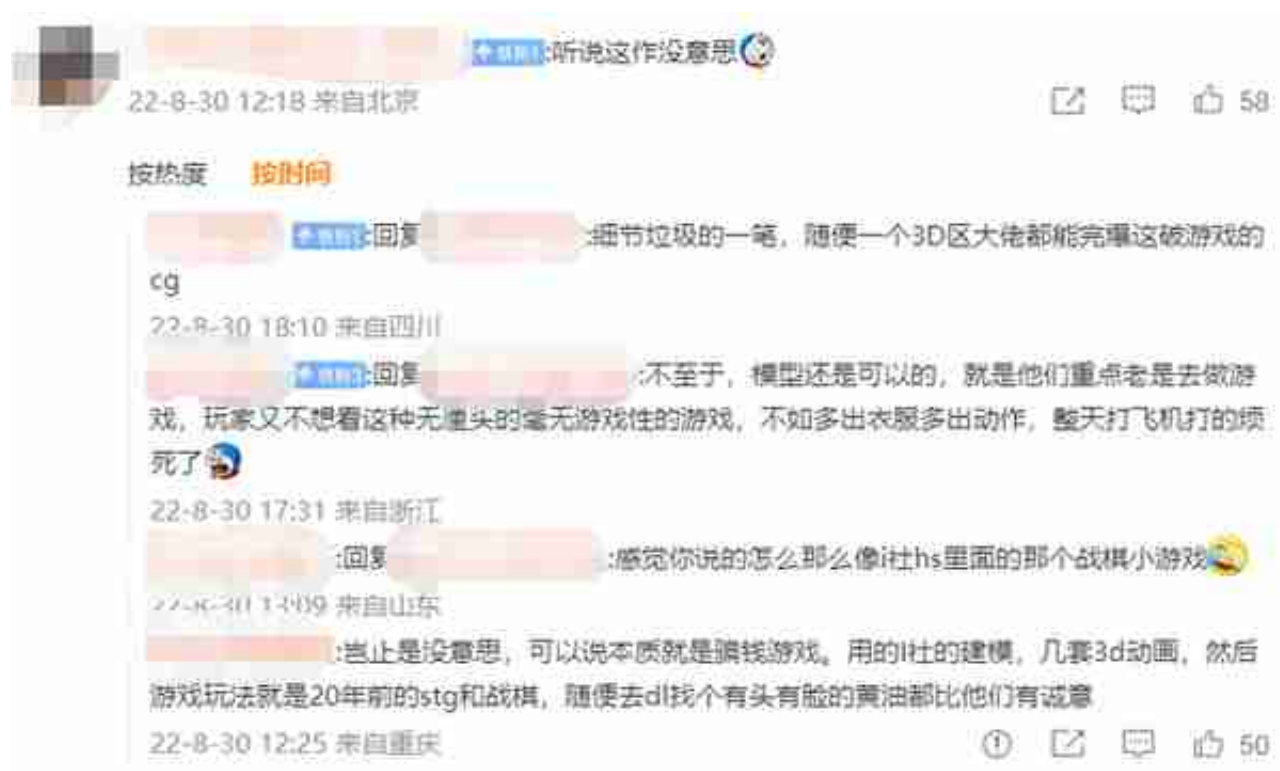 :听说这作没意思
22-8-30 12:18 来自北京
58
按热度 按时间
:回复 :细节垃圾的一笔，随便一个3D区大佬都能完爆这破游戏的
cg
22-8-30 18:10 来自四川
:回复 :不至于，模型还是可以的，就是他们重点老是去做游
戏，玩家又不想看这种无厘头的毫无游戏性的游戏，不如多出衣服多出动作，整天打飞机打的烦
死了
22-8-30 17:31 来自浙江
:回复 :感觉你说的怎么那么像i社hs里面的那个战棋小游戏
22-8-30 13:09 来自山东
:岂止是没意思，可以说本质就是骗钱游戏。用的I社的建模，几套3d动画，然后
游戏玩法就是20年前的stg和战棋，随便去dl找个有头有脸的黄油都比他们有诚意
22-8-30 12:25 来自重庆
50